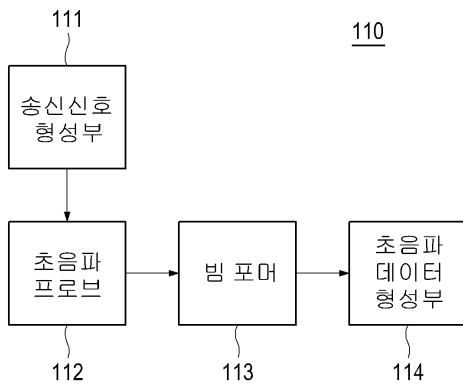 111
110
송신신호
형성부
초음파
프로브
빔 포머
초음파
데이터
형성부
112
113
114